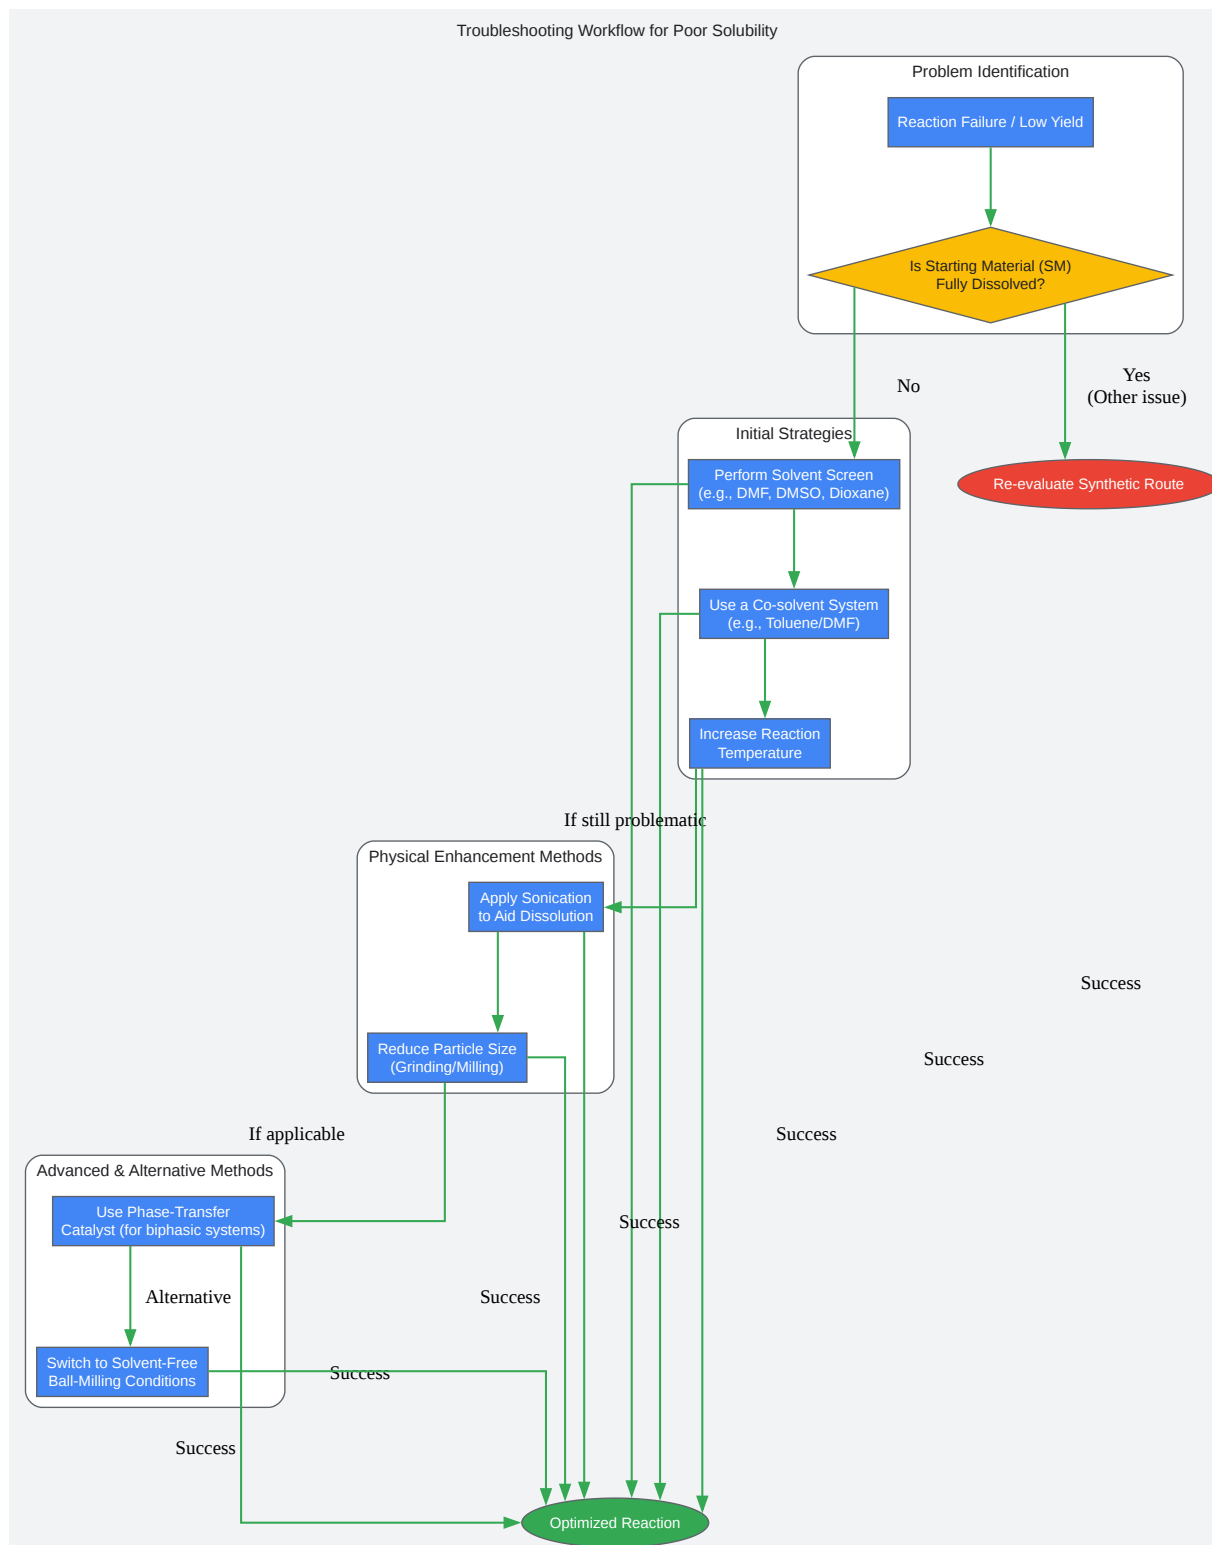 Troubleshooting Workflow for Poor Solubility
Problem Identification
Reaction Failure / Low Yield
Is Starting Material (SM)
Fully Dissolved?
No
Yes
(Other issue)
Initial Strategies
Perform Solvent Screen
(e.g., DMF, DMSO, Dioxane)
Re-evaluate Synthetic Route
Use a Co-solvent System
(e.g., Toluene/DMF)
Increase Reaction
Temperature
If still problematic
Physical Enhancement Methods
Apply Sonication
to Aid Dissolution
Success
Reduce Particle Size
(Grinding/Milling)
Success
If applicable
Success
Advanced & Alternative Methods
Use Phase-Transfer
Catalyst (for biphasic systems)
Success
Alternative
Success
Switch to Solvent-Free
Ball-Milling Conditions
Success
Success
Optimized Reaction